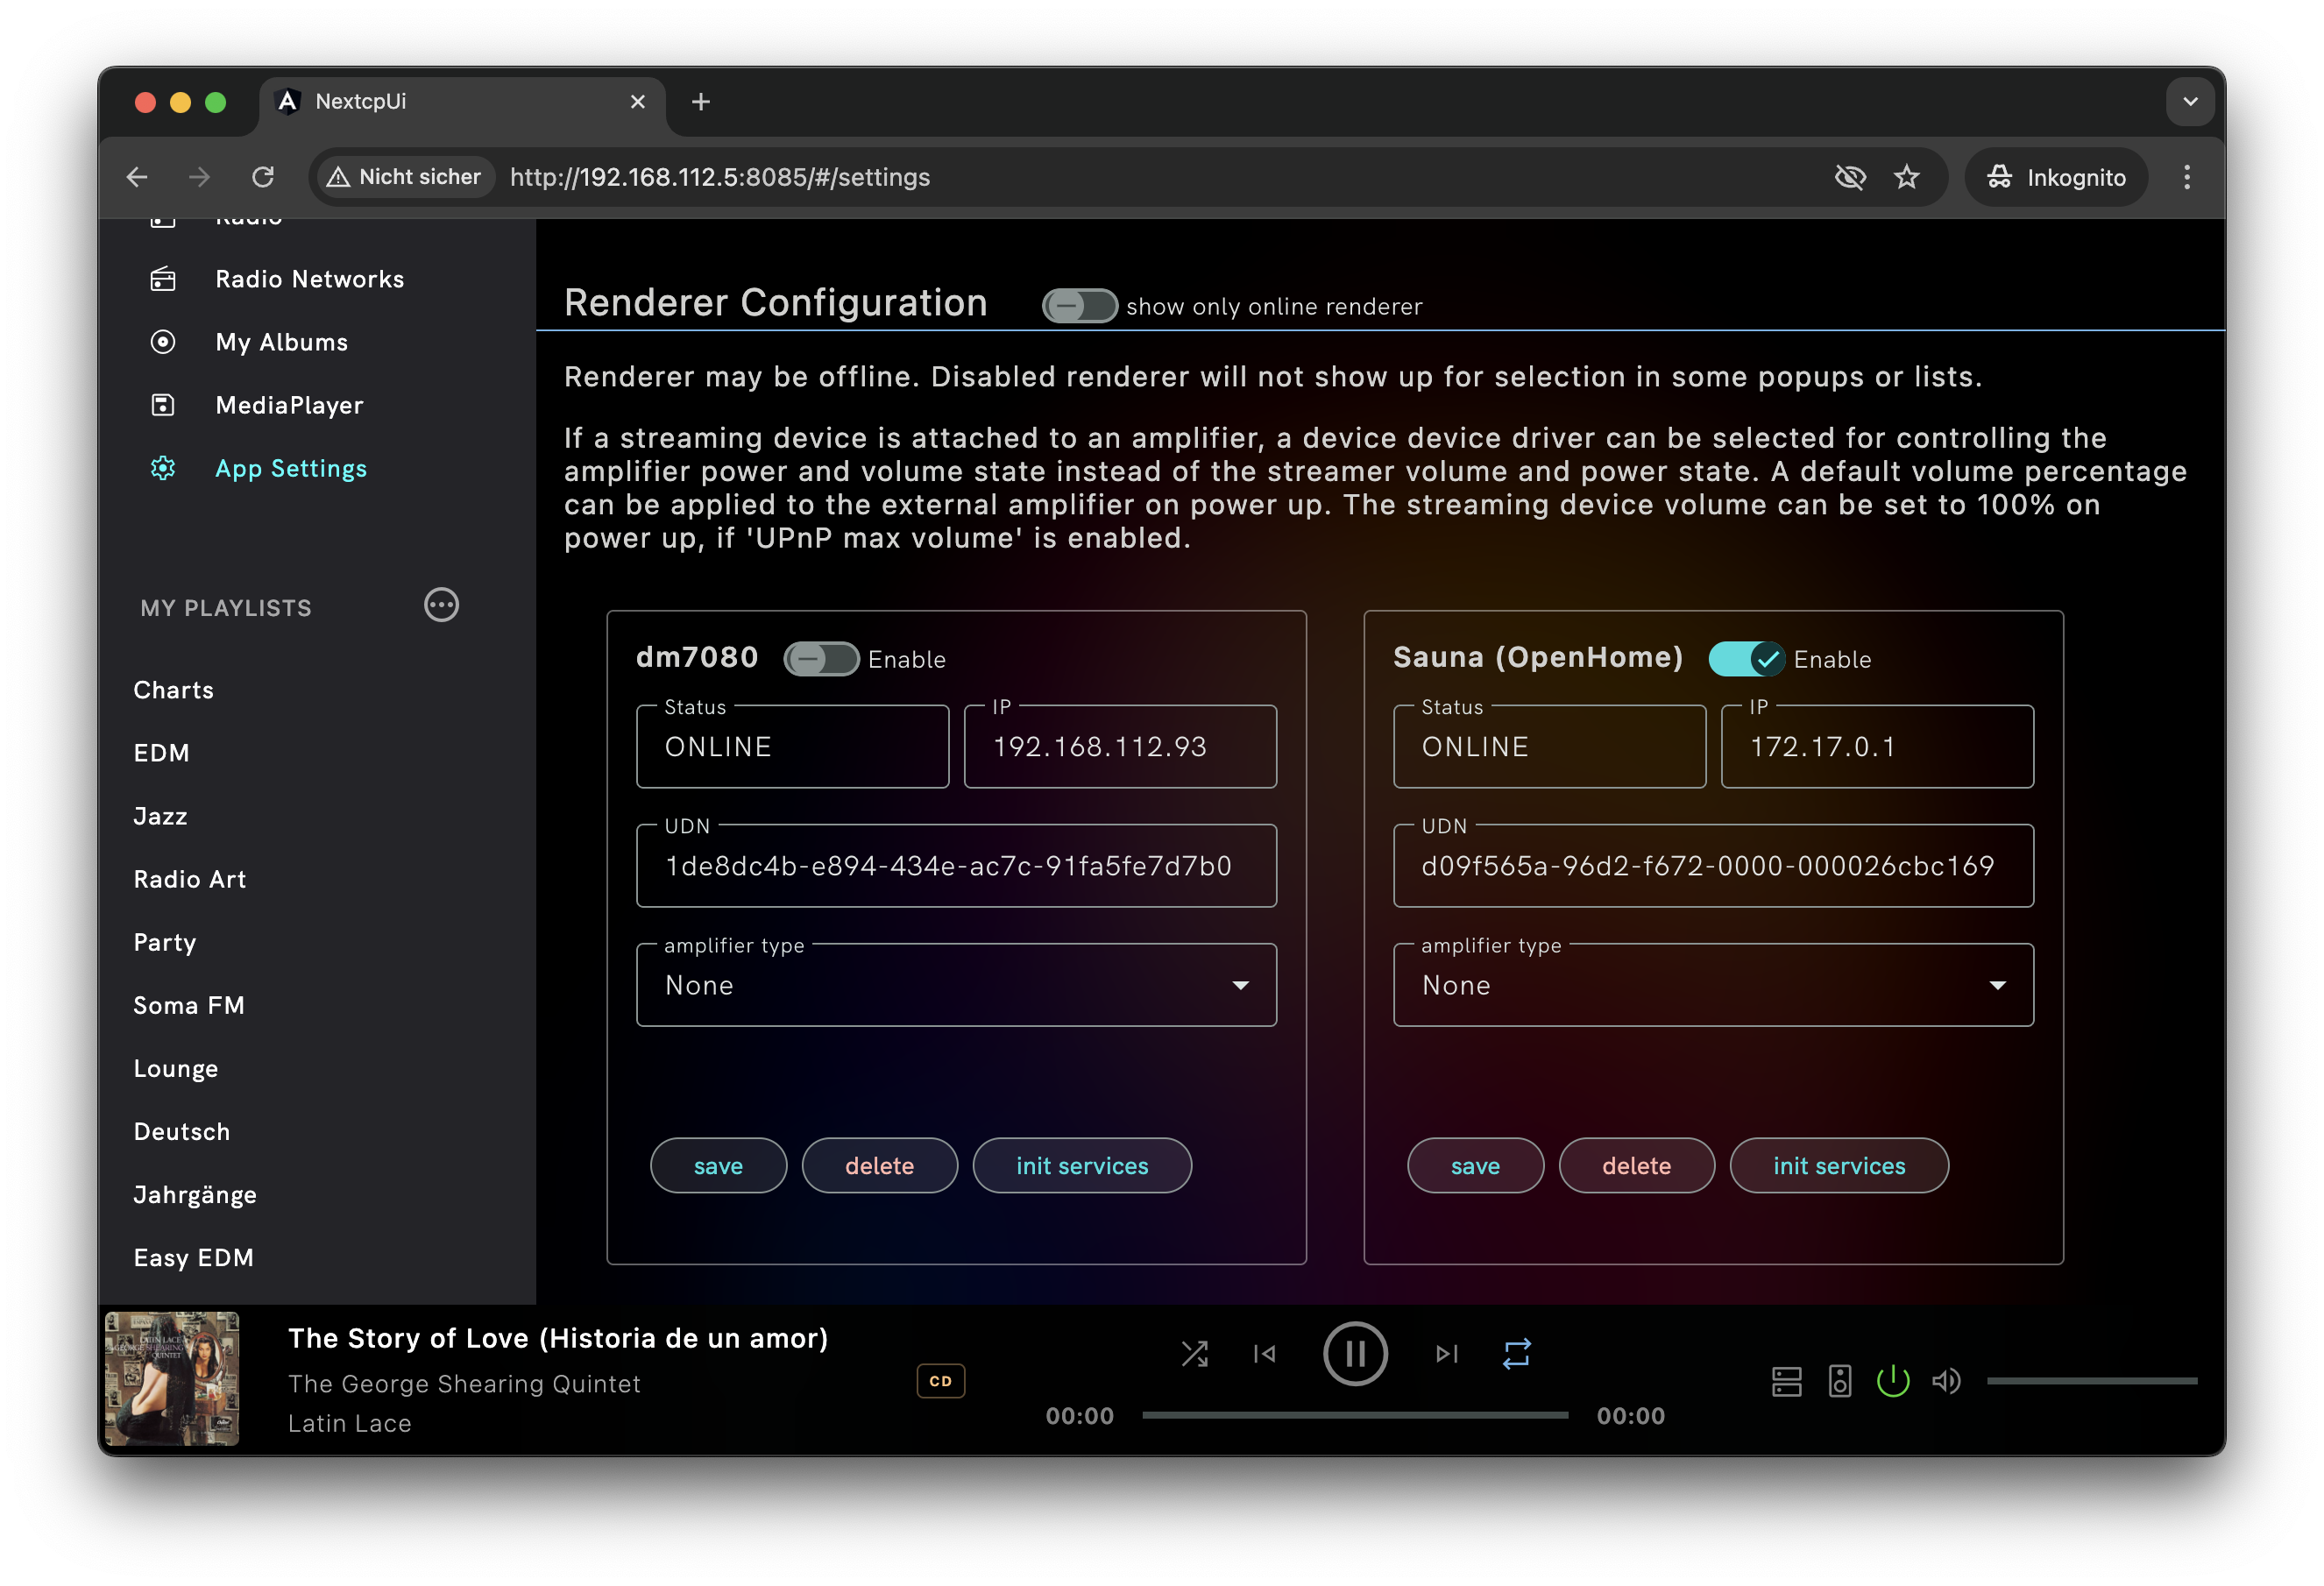 NextcpUi
Nicht sicher
http://192.168.112.5:8085/#/settings
Inkognito
Radio
Radio Networks
My Albums
MediaPlayer
App Settings
MY PLAYLISTS
Charts
EDM
Jazz
Radio Art
Party
Soma FM
Lounge
Deutsch
Jahrgänge
Easy EDM
Renderer Configuration
show only online renderer
Renderer may be offline. Disabled renderer will not show up for selection in some popups or lists.
If a streaming device is attached to an amplifier, a device device driver can be selected for controlling the
amplifier power and volume state instead of the streamer volume and power state. A default volume percentage
can be applied to the external amplifier on power up. The streaming device volume can be set to 100% on
power up, if 'UPnP max volume' is enabled.
dm7080
Enable
Status
ONLINE
IP
192.168.112.93
UDN
1de8dc4b-e894-434e-ac7c-91fa5fe7d7b0
amplifier type
None
save
delete
init services
Sauna (OpenHome)
Enable
Status
ONLINE
IP
172.17.0.1
UDN
d09f565a-96d2-f672-0000-000026cbc169
amplifier type
None
save
delete
init services
LATIN LACE
GEORGE SHEARING
QUINTET
The Story of Love (Historia de un amor)
The George Shearing Quintet
Latin Lace
CD
00:00
00:00